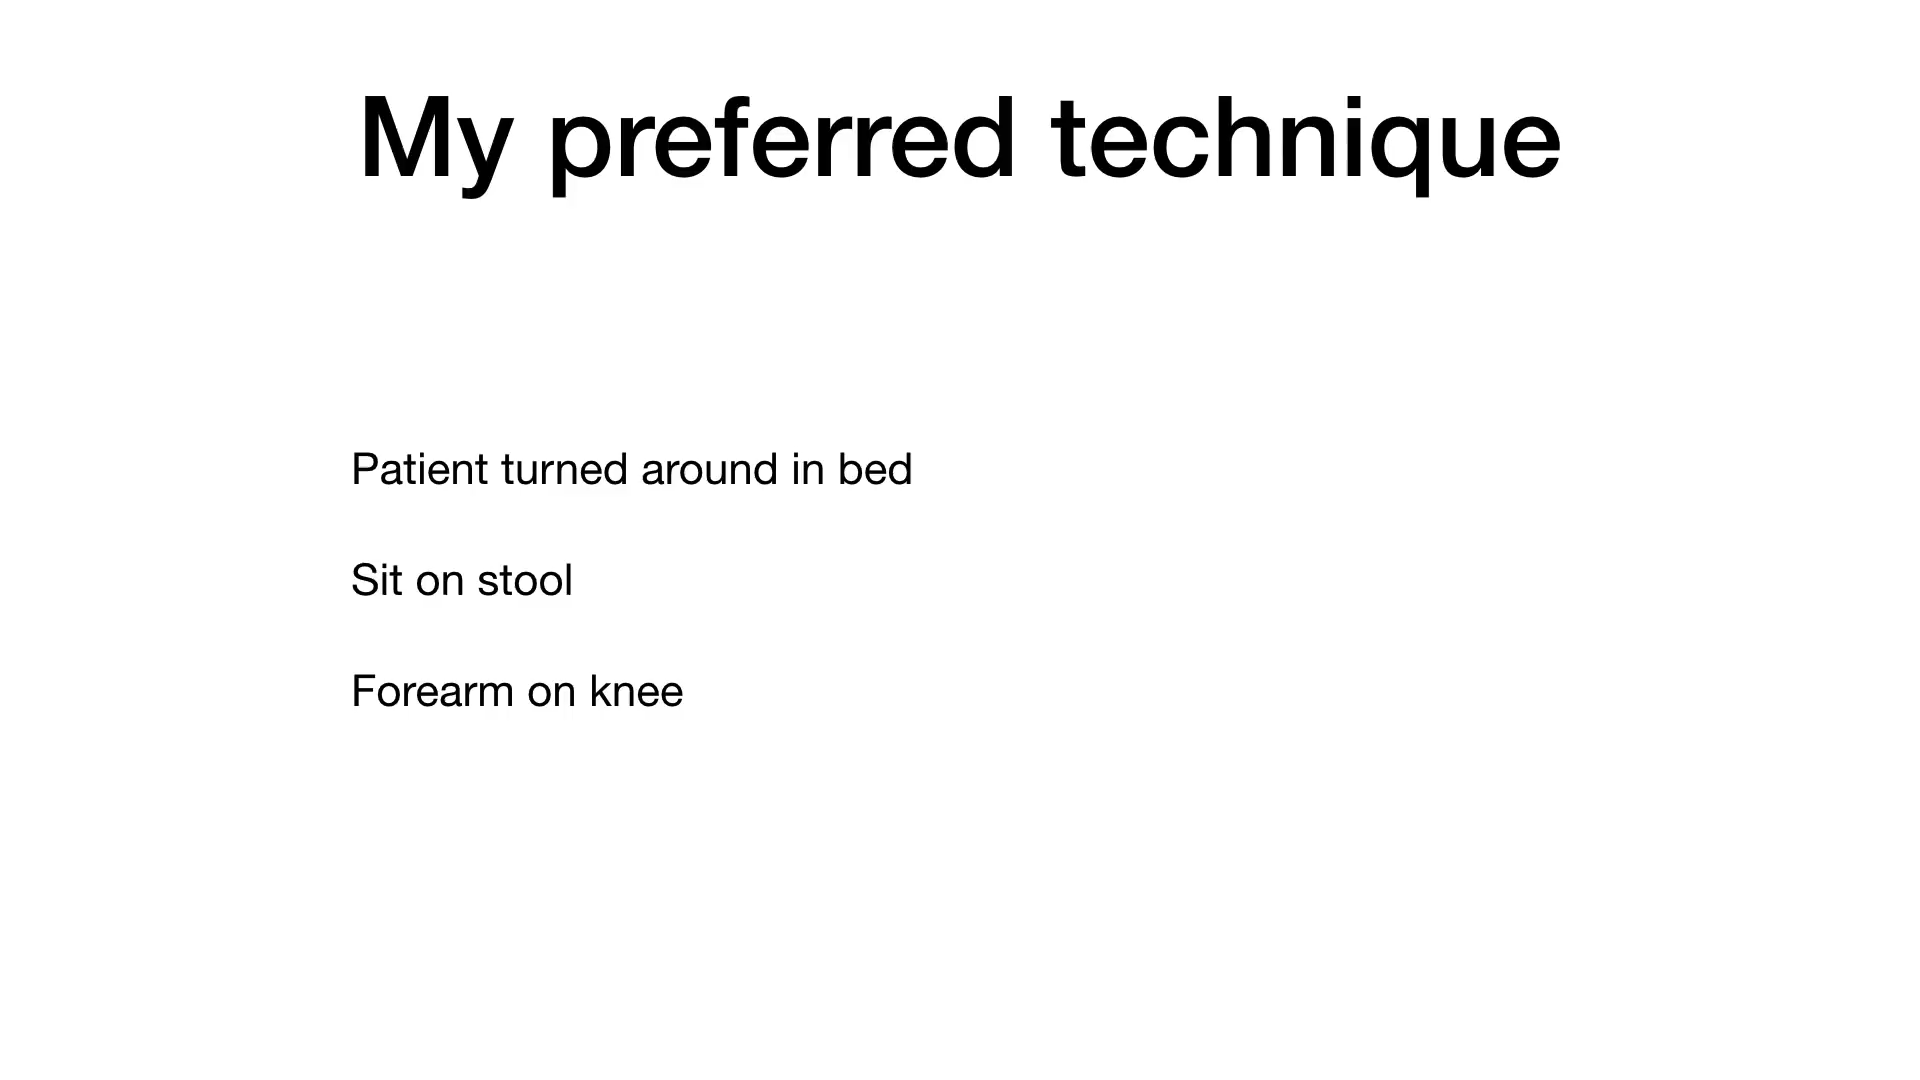 My preferred technique
Patient turned around in bed
Sit on stool
Forearm on knee